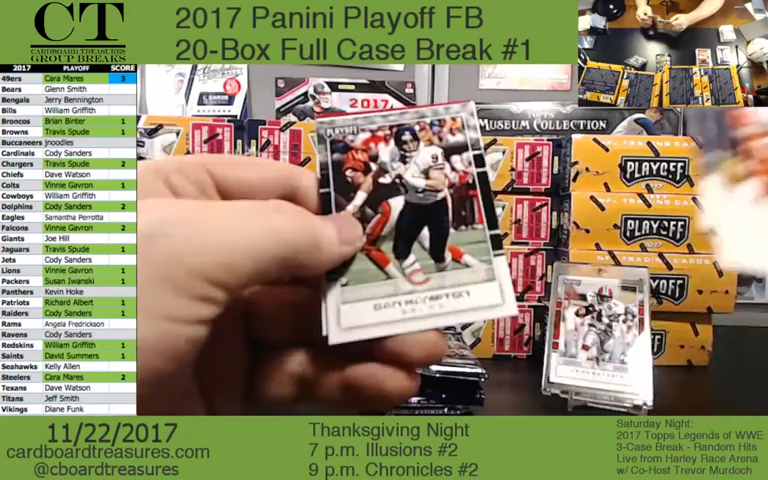 CT
CARDBOARD TREASURES
GROUP BREAKS
2017 Panini Playoff FB
20-Box Full Case Break #1
2017 PLAYOFF SCORE
49ers Cara Mares 3
Bears Glenn Smith
Bengals Jerry Bennington
Bills William Griffith
Broncos Brian Binter 1
Browns Travis Spude 1
Buccaneers Jnoodles
Cardinals Cody Sanders
Chargers Travis Spude 2
Chiefs Dave Watson
Colts Vinnie Gavron 1
Cowboys William Griffith
Dolphins Cody Sanders 2
Eagles Samantha Perrotta
Falcons Vinnie Gavron 2
Giants Joe Hill
Jaguars Travis Spude 1
Jets Cody Sanders
Lions Vinnie Gavron 1
Packers Susan Iwanski 1
Panthers Kevin Hoke
Patriots Richard Albert 1
Raiders Cody Sanders 1
Rams Angela Fredrickson
Ravens Cody Sanders
Redskins William Griffith 1
Saints David Summers 1
Seahawks Kelly Allen
Steelers Cara Mares 2
Texans Dave Watson
Titans Jeff Smith
Vikings Diane Funk
2017
MUSEUM COLLECTION
PLAYOFF
PLAYOFF
PLAYOFF
PLAYOFF
DAN HAMPTON
11/22/2017
cardboardtreasures.com
@cboardtreasures
Thanksgiving Night
7 p.m. Illusions #2
9 p.m. Chronicles #2
Saturday Night:
2017 Topps Legends of WWE
3-Case Break - Random Hits
Live from Harley Race Arena
w/ Co-Host Trevor Murdoch